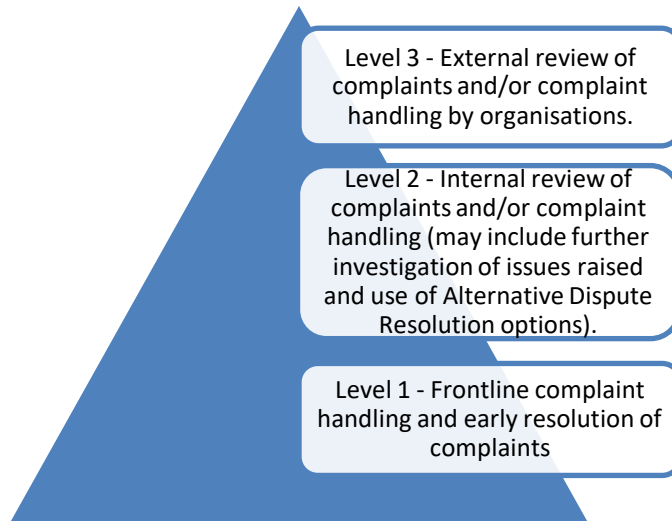 Level 3 - External review of
complaints and/or complaint
handling by organisations.
Level 2 - Internal review of
complaints and/or complaint
handling (may include further
investigation of issues raised
and use of Alternative Dispute
Resolution options).
Level 1 - Frontline complaint
handling and early resolution of
complaints